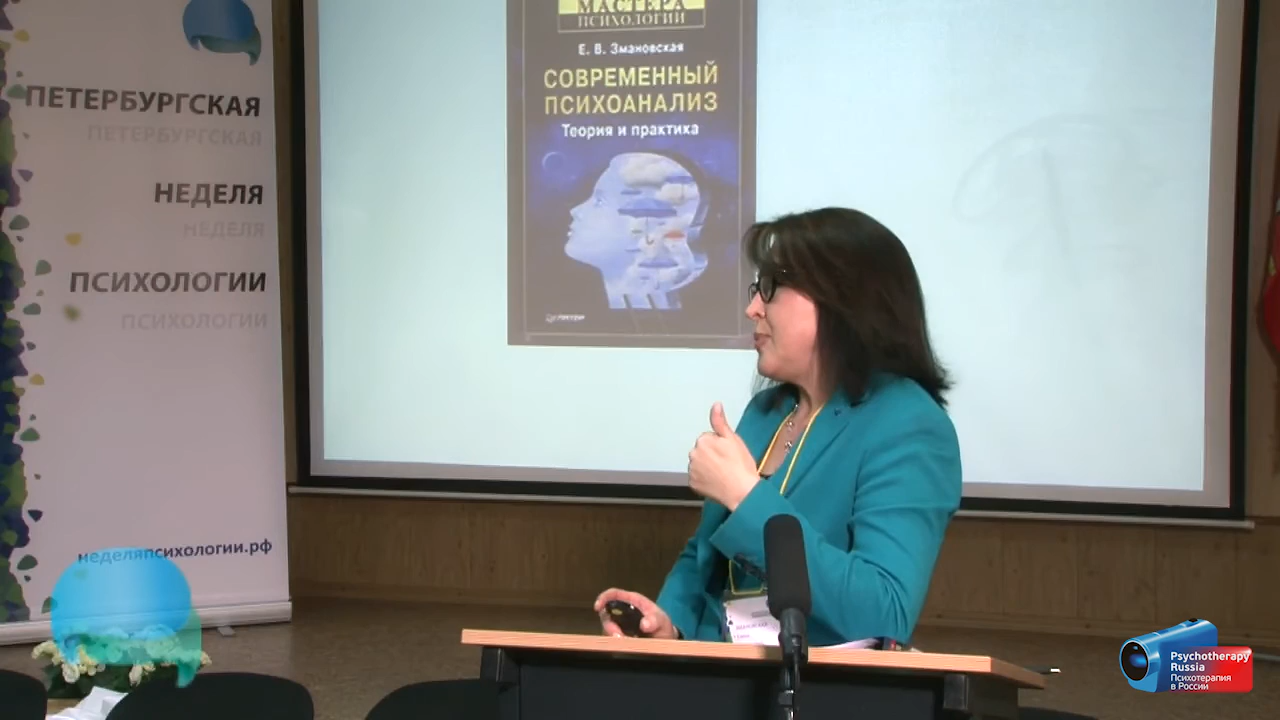 ПЕТЕРБУРГСКАЯ
ПЕТЕРБУРГСКАЯ
НЕДЕЛЯ
НЕДЕЛЯ
ПСИХОЛОГИИ
ПСИХОЛОГИИ
неделяпсихологии.рф
МАСТЕРА
ПСИХОЛОГИИ
Е. В. Змановская
СОВРЕМЕННЫЙ
ПСИХОАНАЛИЗ
Теория и практика
Psychotherapy
Russia
Психотерапия
в России